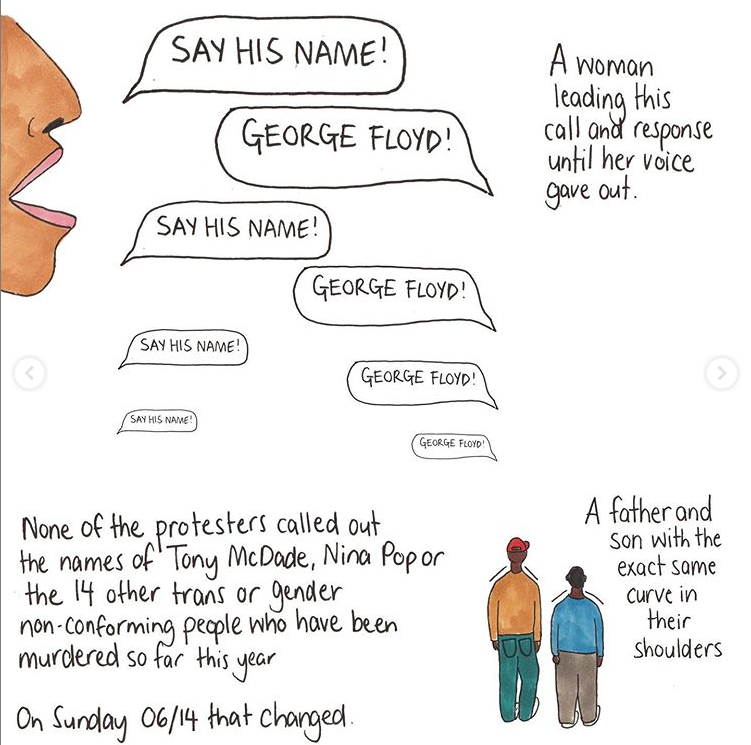 SAY HIS NAME!
GEORGE FLOYD!
SAY HIS NAME!
GEORGE FLOYD!
SAY HIS NAME!
GEORGE FLOYD!
SAY HIS NAME!
GEORGE FLOYD!
A woman
leading this
call and response
until her voice
gave out.
None of the protesters called out
the names of Tony McDade, Nina Pop or
the 14 other trans or gender
non-conforming people who have been
murdered so far this year
On Sunday 06/14 that changed.
A father and
son with the
exact same
curve in
their
shoulders